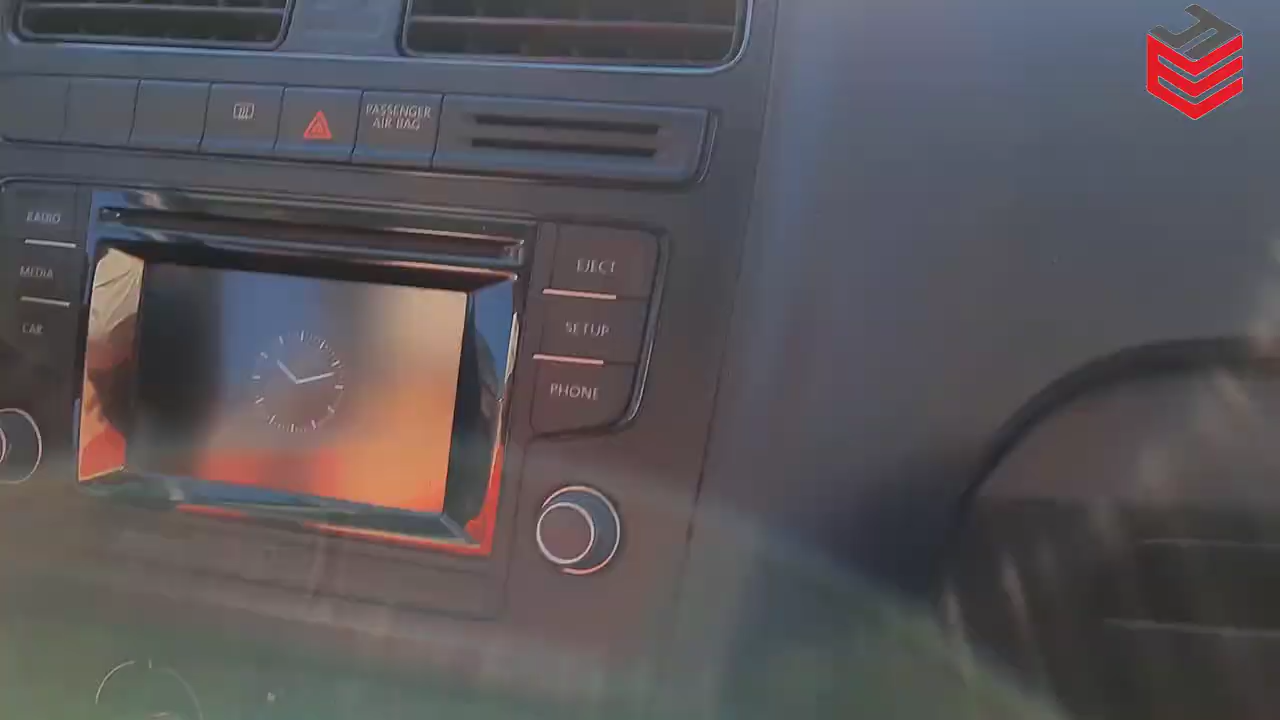 PASSENGER
AIR BAG
RADIO
MEDIA
CAR
EJECT
SETUP
PHONE